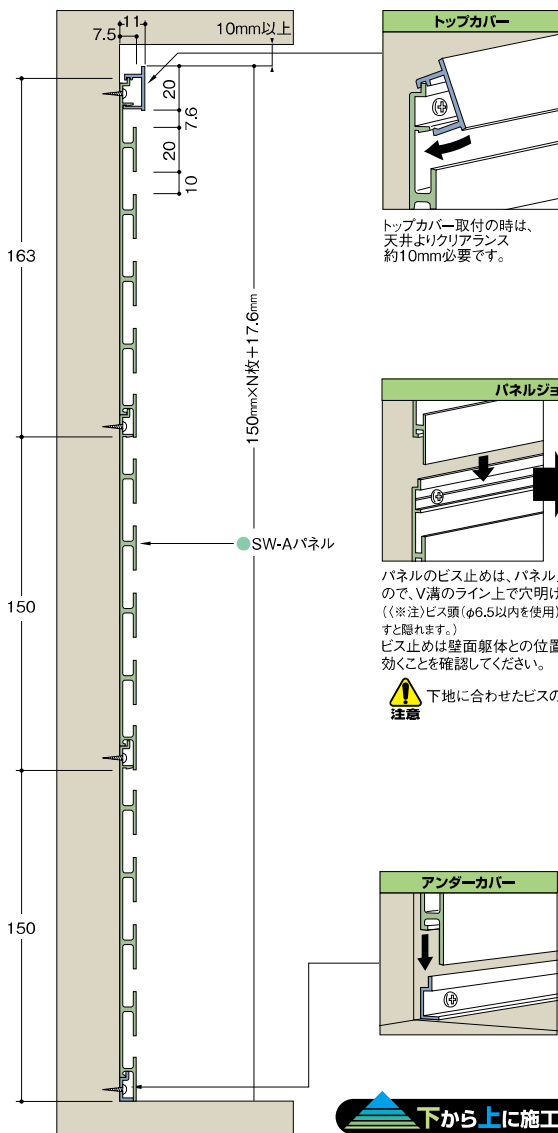 11
7.5
10mm以上
20
7.6
20
10
163
150mm×N枚+17.6mm
SW-Aパネル
150
150
トップカバー
トップカバー取付の時は、
天井よりクリアランス
約10mm必要です。
パネルジョ
パネルのビス止めは、パネル
ので、V溝のライン上で穴明け
(〈※注〉ビス頭(φ6.5以内を使用)
すと隠れます。)
ビス止めは壁面躯体との位置
効くことを確認してください。
注意
下地に合わせたビスの
アンダーカバー
下から上に施工